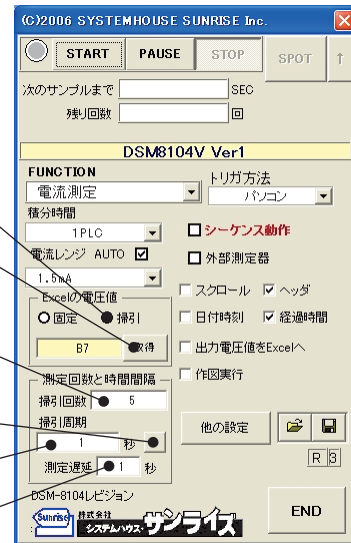 (C)2006 SYSTEMHOUSE SUNRISE Inc.
START PAUSE STOP SPOT ↑
次のサンプルまで SEC
残り回数 回
DSM8104V Ver1
FUNCTION
トリガ方法
電流測定 パソコン
積分時間
1PLC
シーケンス動作
電流レンジ AUTO
外部測定器
1.5mA
スクロール ヘッダ
Excelの電圧値
固定 掃引
日付時刻 経過時間
B7 取得
出力電圧値をExcelへ
作図実行
測定回数と時間間隔
掃引回数 5
掃引周期
他の設定
1 秒
R 3
測定遅延 1 秒
DSM-8104レビジョン
END
Sunrise 株式会社
システムハウス サンライズ